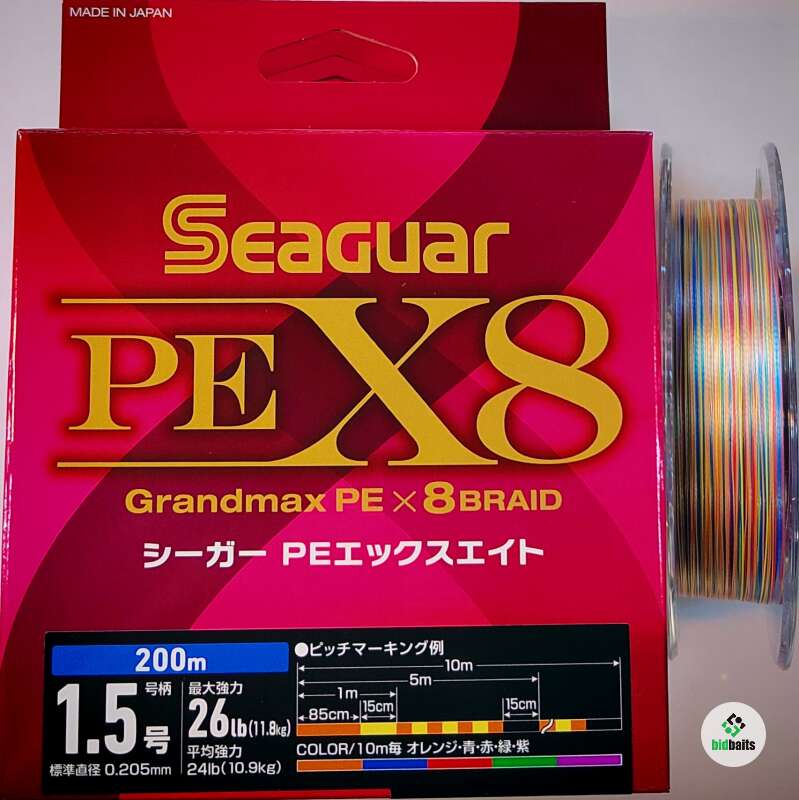 MADE IN JAPAN
SEAGUAR
PE X8
Grandmax PE×8BRAID
シーガー PEエックスエイト
200m
1.5号
号柄
標準直径 0.205mm
最大強力
26lb(11.8kg)
平均強力
24lb(10.9kg)
●ピッチマーキング例
10m
5m
1m
85cm
15cm
15cm
COLOR/10m毎 オレンジ・青・赤・緑・紫
bidbaits